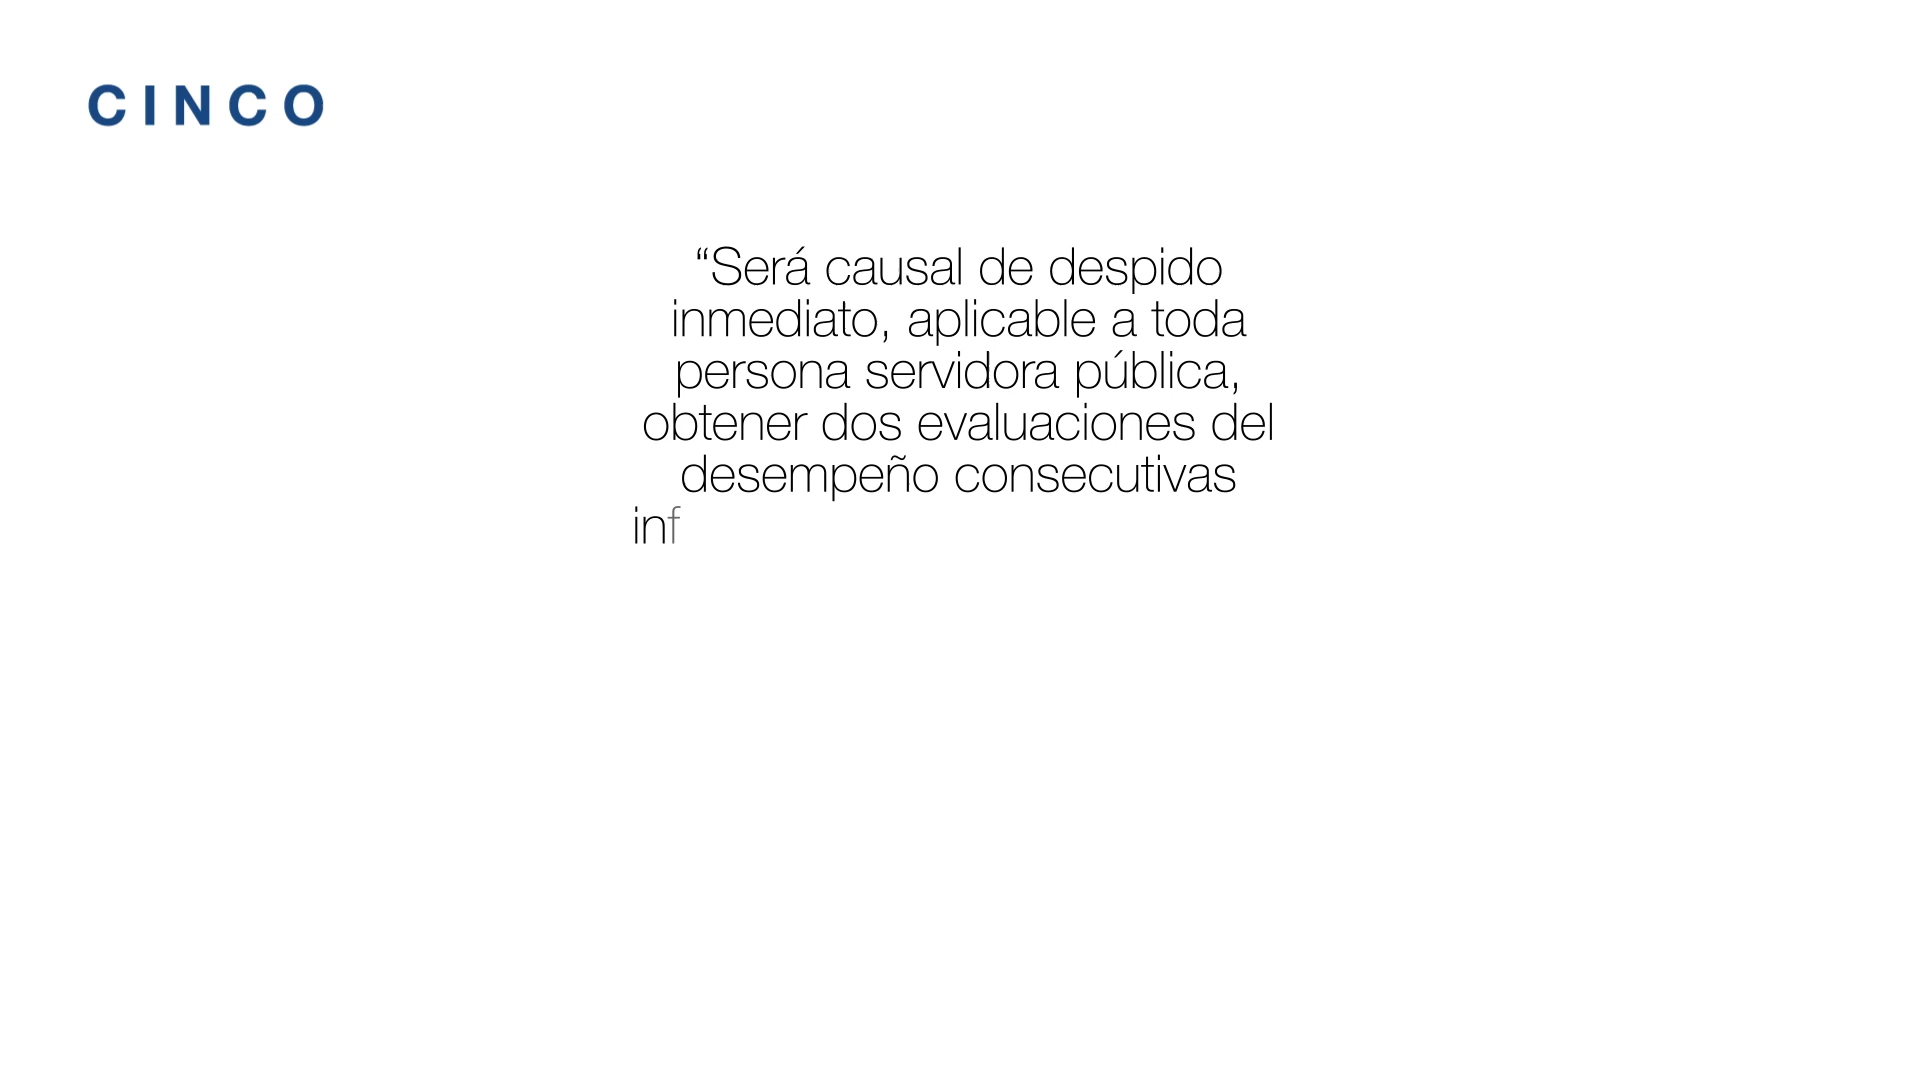 CINCO
“Será causal de despido
inmediato, aplicable a toda
persona servidora pública,
obtener dos evaluaciones del
desempeño consecutivas
inf